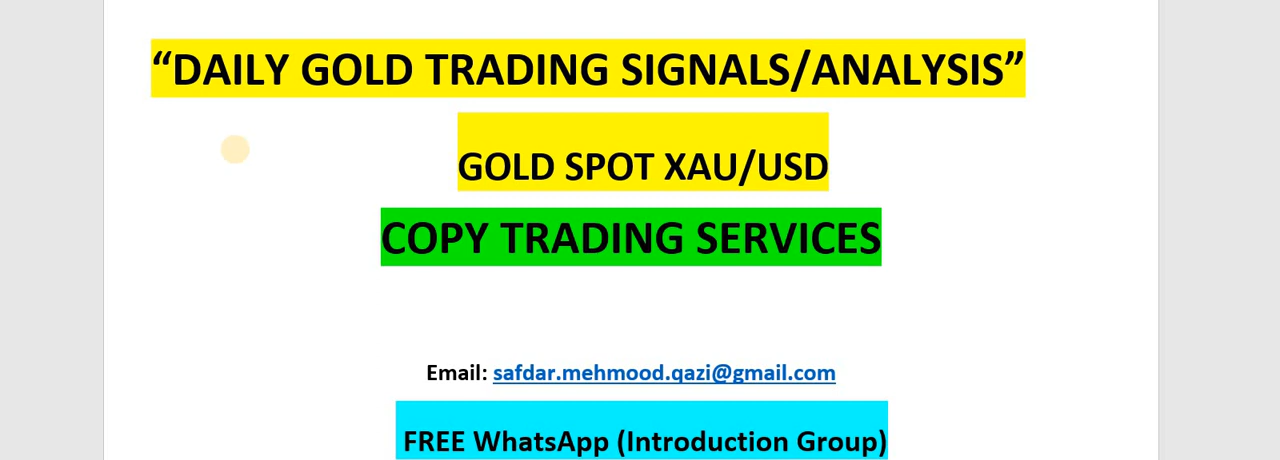 “DAILY GOLD TRADING SIGNALS/ANALYSIS”
GOLD SPOT XAU/USD
COPY TRADING SERVICES
Email: safdar.mehmood.qazi@gmail.com
FREE WhatsApp (Introduction Group)